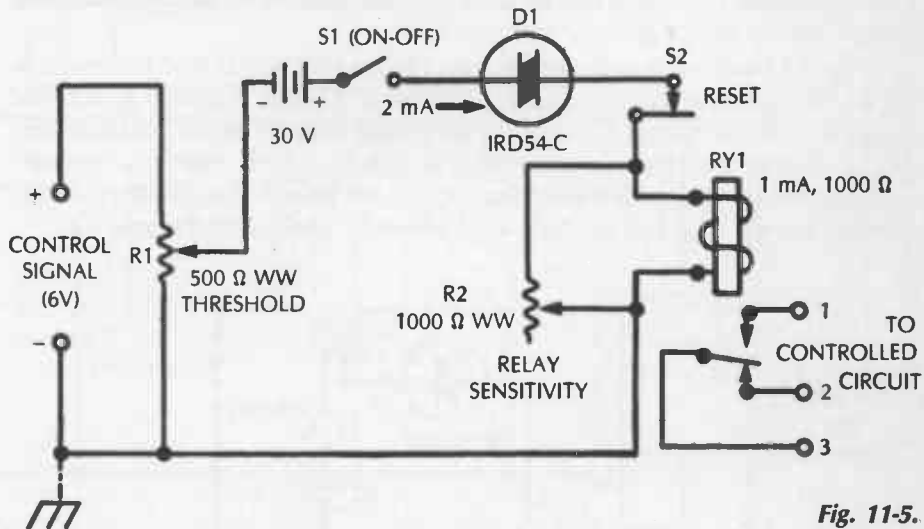 D1
S1 (ON-OFF)
S2
RESET
− +
30 V
2 mA
IRD54-C
RY1
1 mA, 1000 Ω
+
CONTROL
SIGNAL
(6V)
−
R1
500 Ω WW
THRESHOLD
R2
1000 Ω WW
RELAY
SENSITIVITY
1
TO
CONTROLLED
CIRCUIT
2
3
Fig. 11-5.